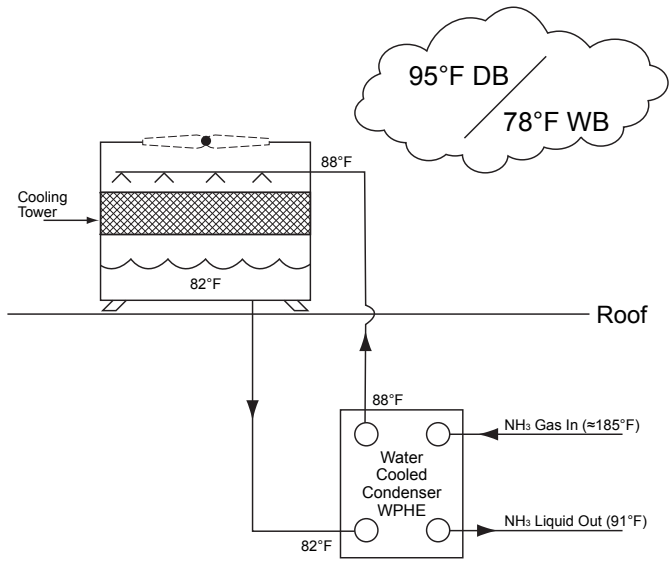 95°F DB
78°F WB
88°F
Cooling
Tower
82°F
Roof
88°F
NH₃ Gas In (≈185°F)
Water
Cooled
Condenser
WPHE
NH₃ Liquid Out (91°F)
82°F